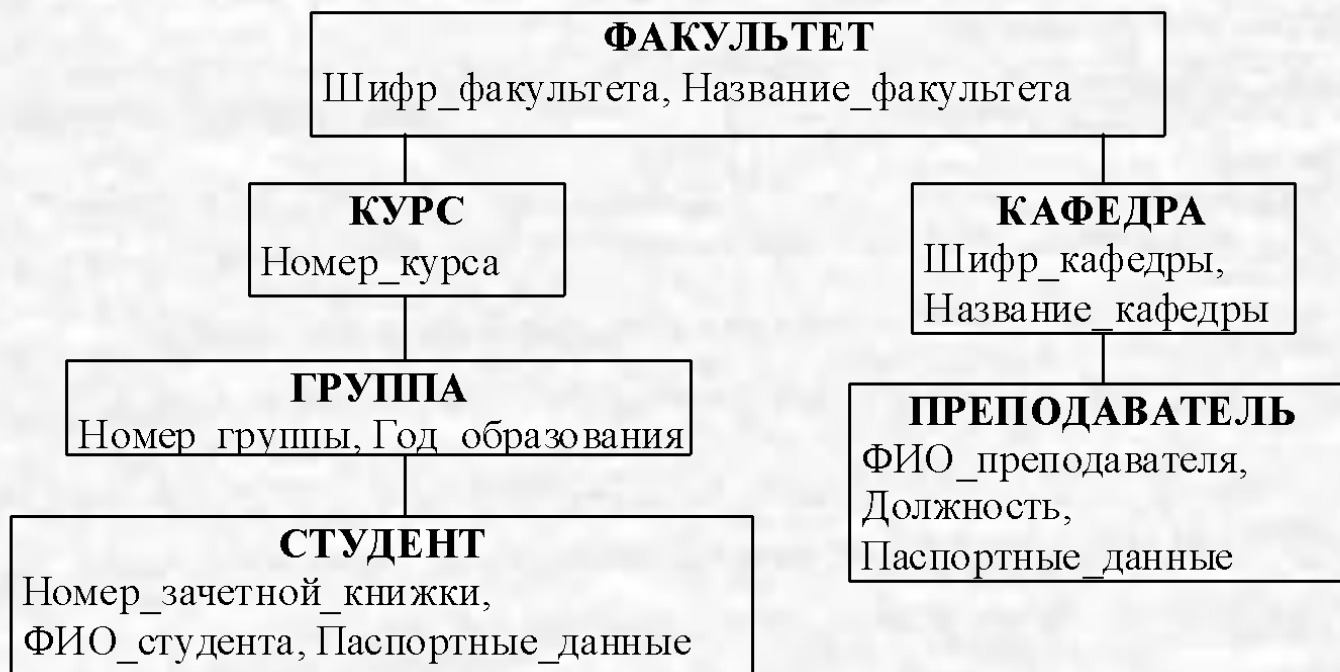 ФАКУЛЬТЕТ
Шифр_факультета, Название_факультета
КУРС
Номер_курса
КАФЕДРА
Шифр_кафедры,
Название_кафедры
ГРУППА
Номер_группы, Год_образования
ПРЕПОДАВАТЕЛЬ
ФИО_преподавателя,
Должность,
Паспортные_данные
СТУДЕНТ
Номер_зачетной_книжки,
ФИО_студента, Паспортные_данные